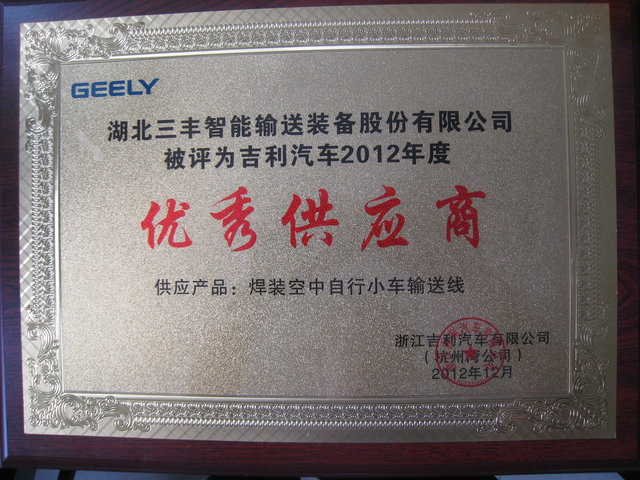 GEELY
湖北三丰智能输送装备股份有限公司
被评为吉利汽车2012年度
优秀供应商
供应产品：焊装空中自行小车输送线
浙江吉利汽车有限公司
（杭州湾公司）
2012年12月